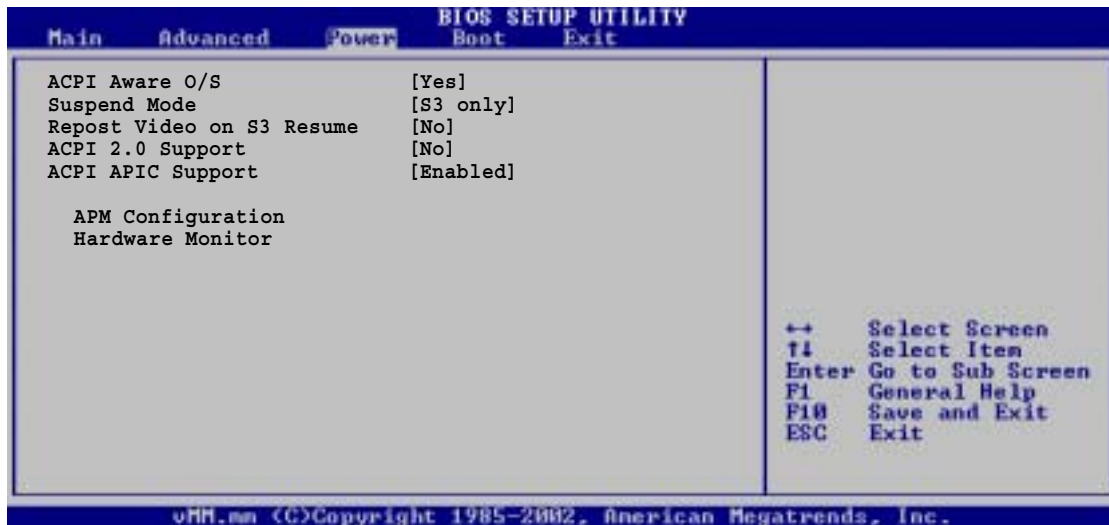 BIOS SETUP UTILITY
Main Advanced Power Boot Exit
ACPI Aware O/S [Yes]
Suspend Mode [S3 only]
Repost Video on S3 Resume [No]
ACPI 2.0 Support [No]
ACPI APIC Support [Enabled]
APM Configuration
Hardware Monitor
←→ Select Screen
↑↓ Select Item
Enter Go to Sub Screen
F1 General Help
F10 Save and Exit
ESC Exit
vMM.mm (C)Copyright 1985-2002, American Megatrends, Inc.